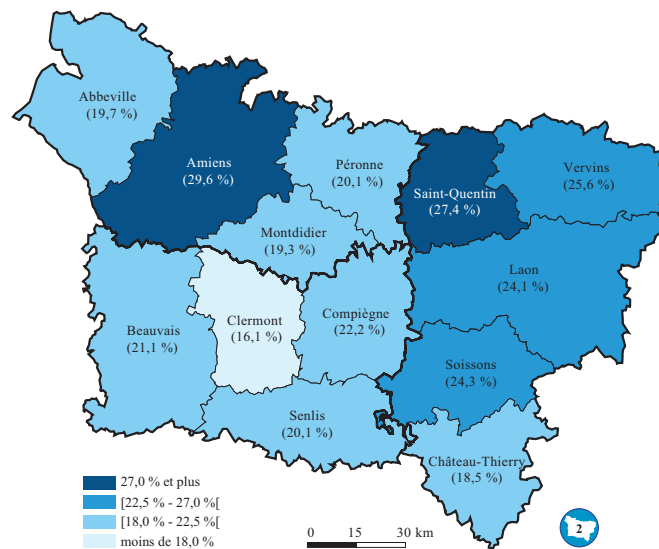 Abbeville
(19,7 %)
Amiens
(29,6 %)
Péronne
(20,1 %)
Saint-Quentin
(27,4 %)
Vervins
(25,6 %)
Montdidier
(19,3 %)
Laon
(24,1 %)
Beauvais
(21,1 %)
Clermont
(16,1 %)
Compiègne
(22,2 %)
Soissons
(24,3 %)
Senlis
(20,1 %)
Château-Thierry
(18,5 %)
27,0 % et plus
[22,5 % - 27,0 %[
[18,0 % - 22,5 %[
moins de 18,0 %
0 15 30 km
2